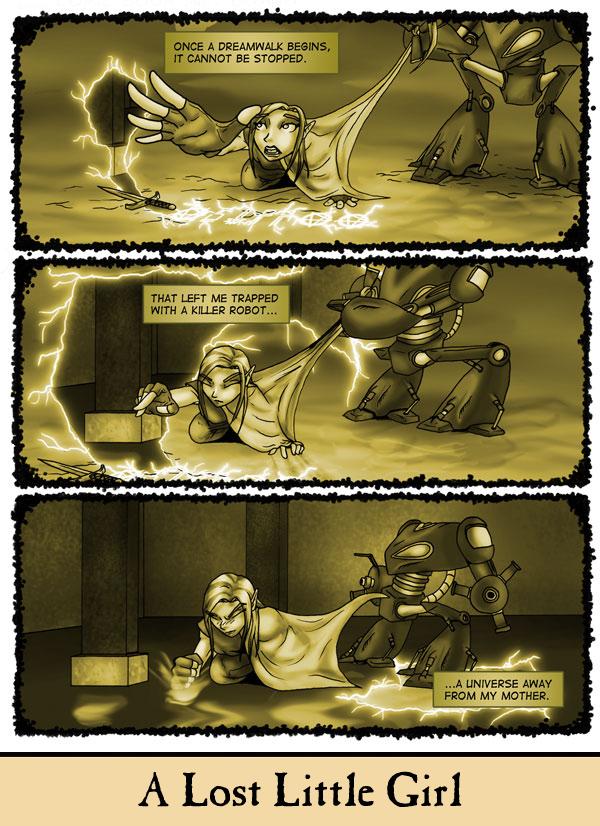 ONCE A DREAMWALK BEGINS,
IT CANNOT BE STOPPED.
THAT LEFT ME TRAPPED
WITH A KILLER ROBOT...
...A UNIVERSE AWAY
FROM MY MOTHER.
A Lost Little Girl